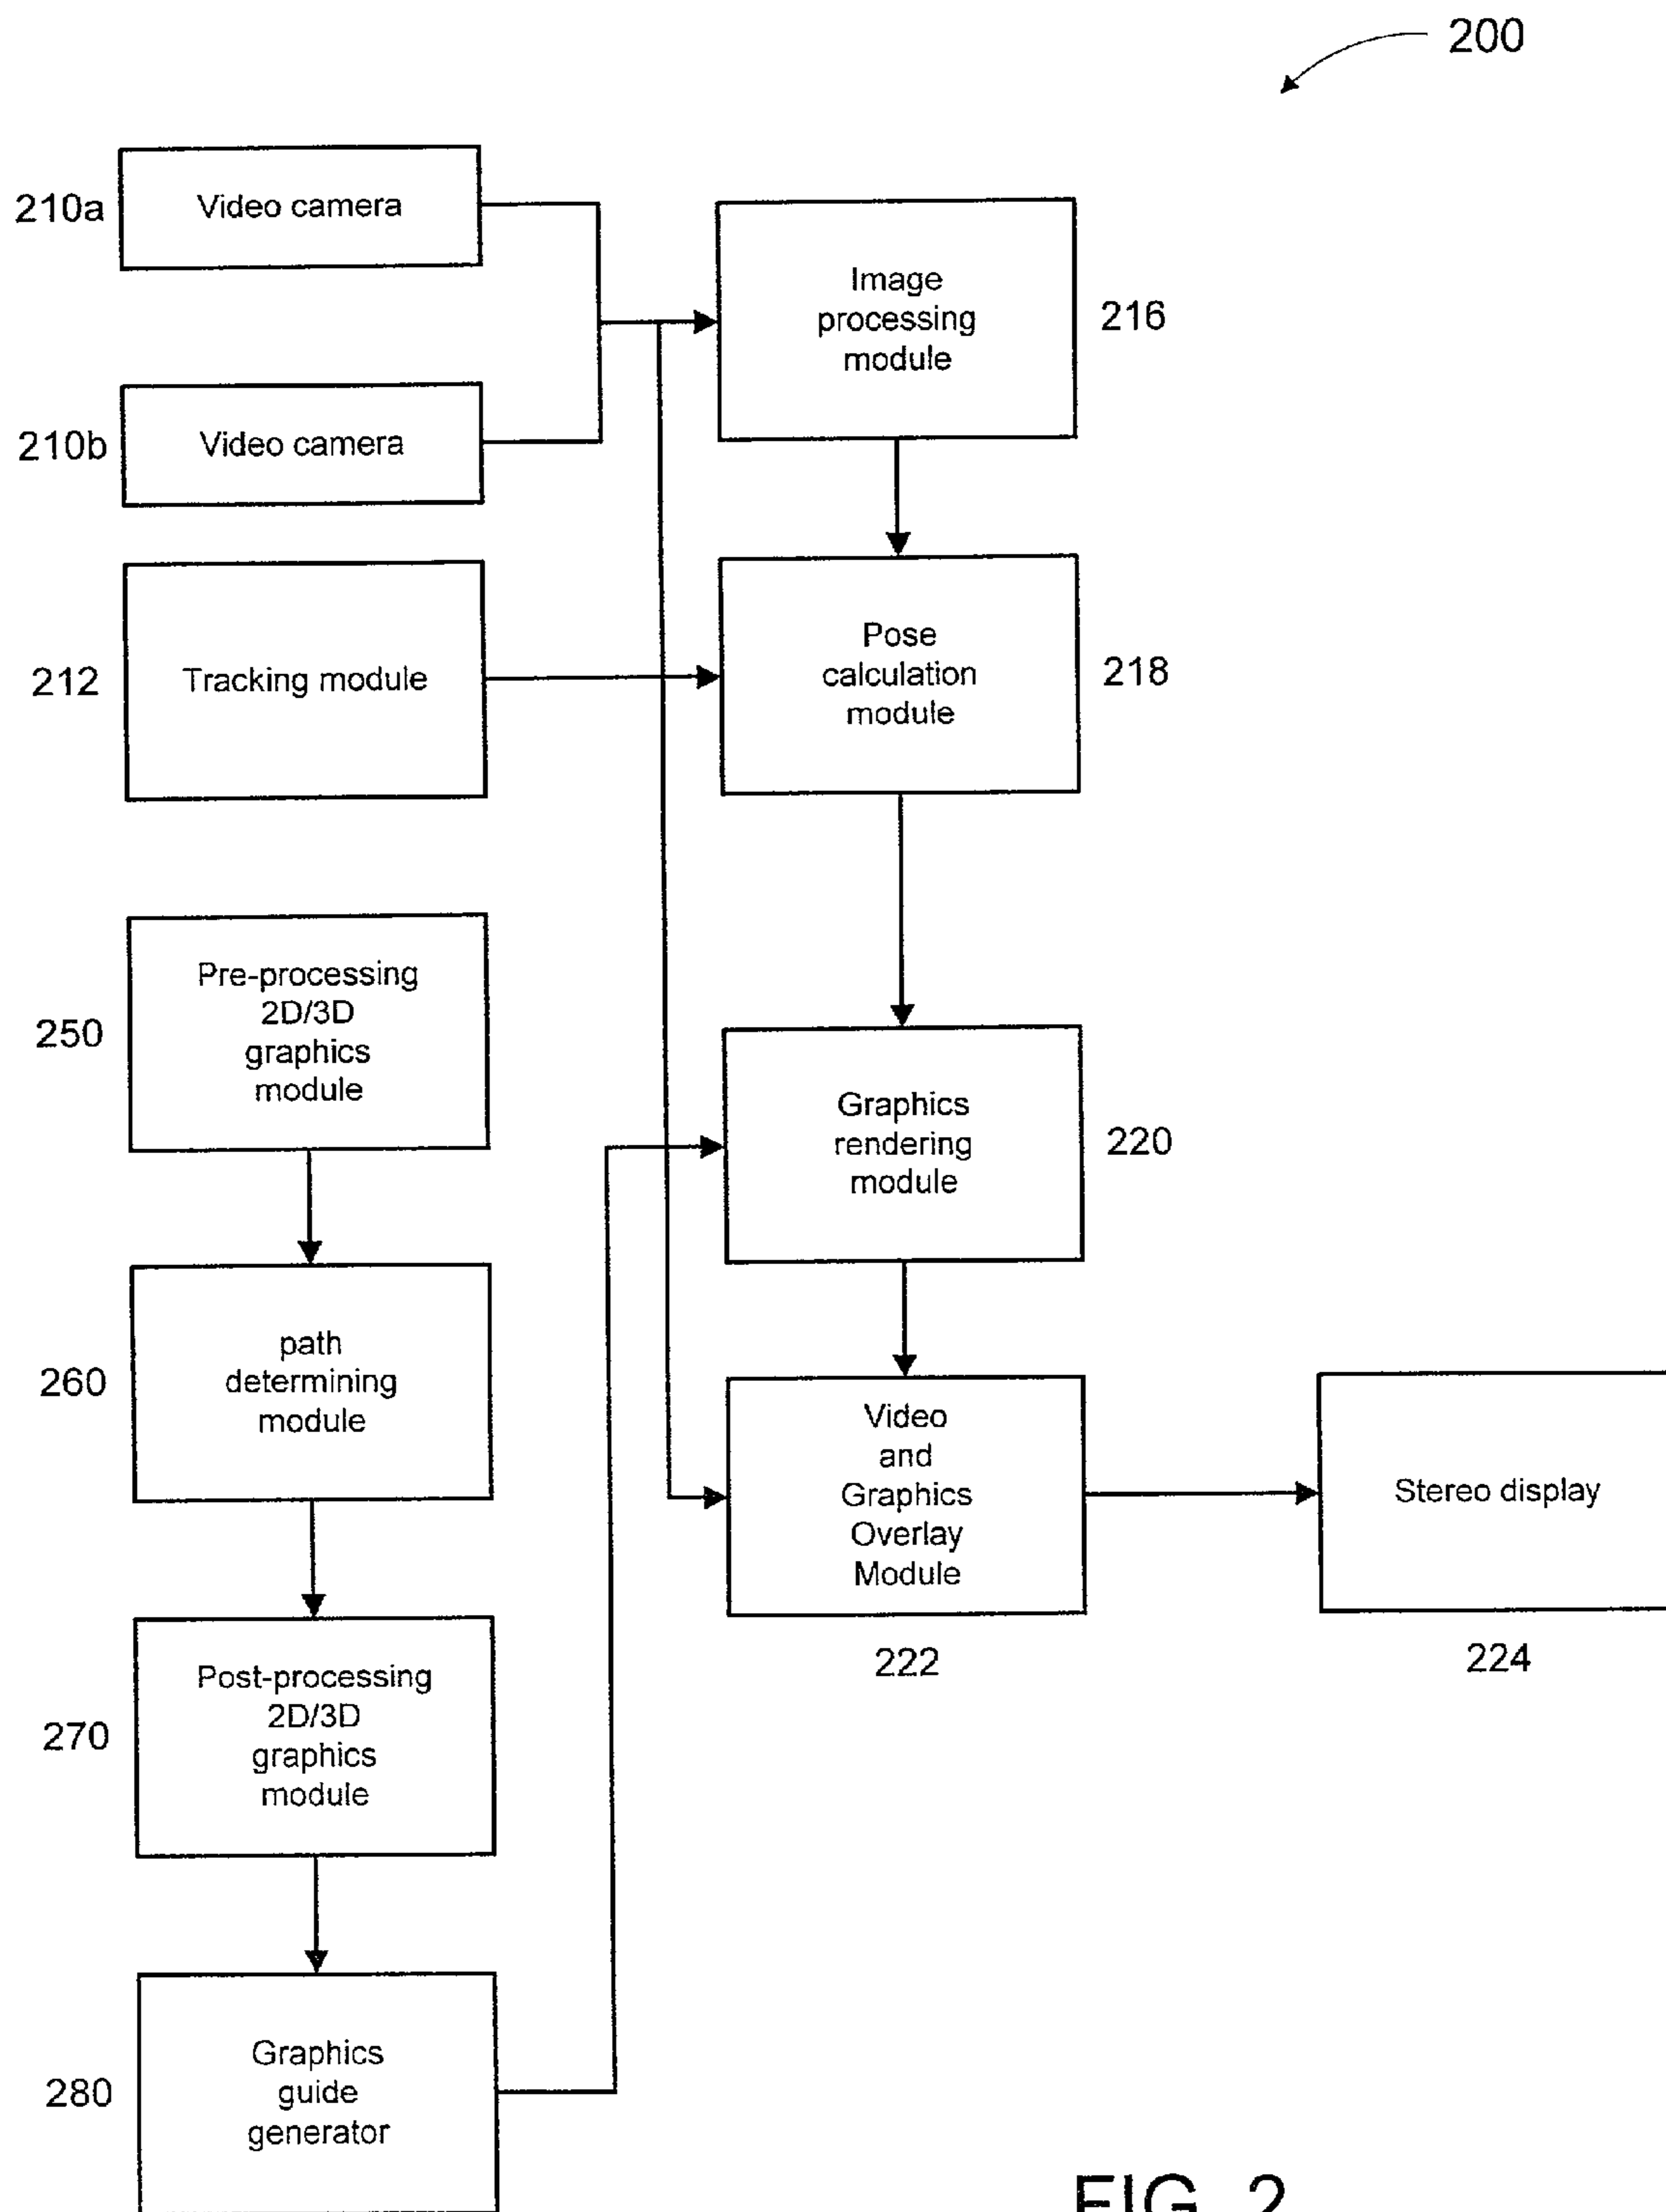 200
210a
Video camera
Image
processing
module
216
210b
Video camera
212
Tracking module
Pose
calculation
module
218
250
Pre-processing
2D/3D
graphics
module
Graphics
rendering
module
220
260
path
determining
module
Video
and
Graphics
Overlay
Module
222
Stereo display
224
270
Post-processing
2D/3D
graphics
module
280
Graphics
guide
generator
FIG. 2